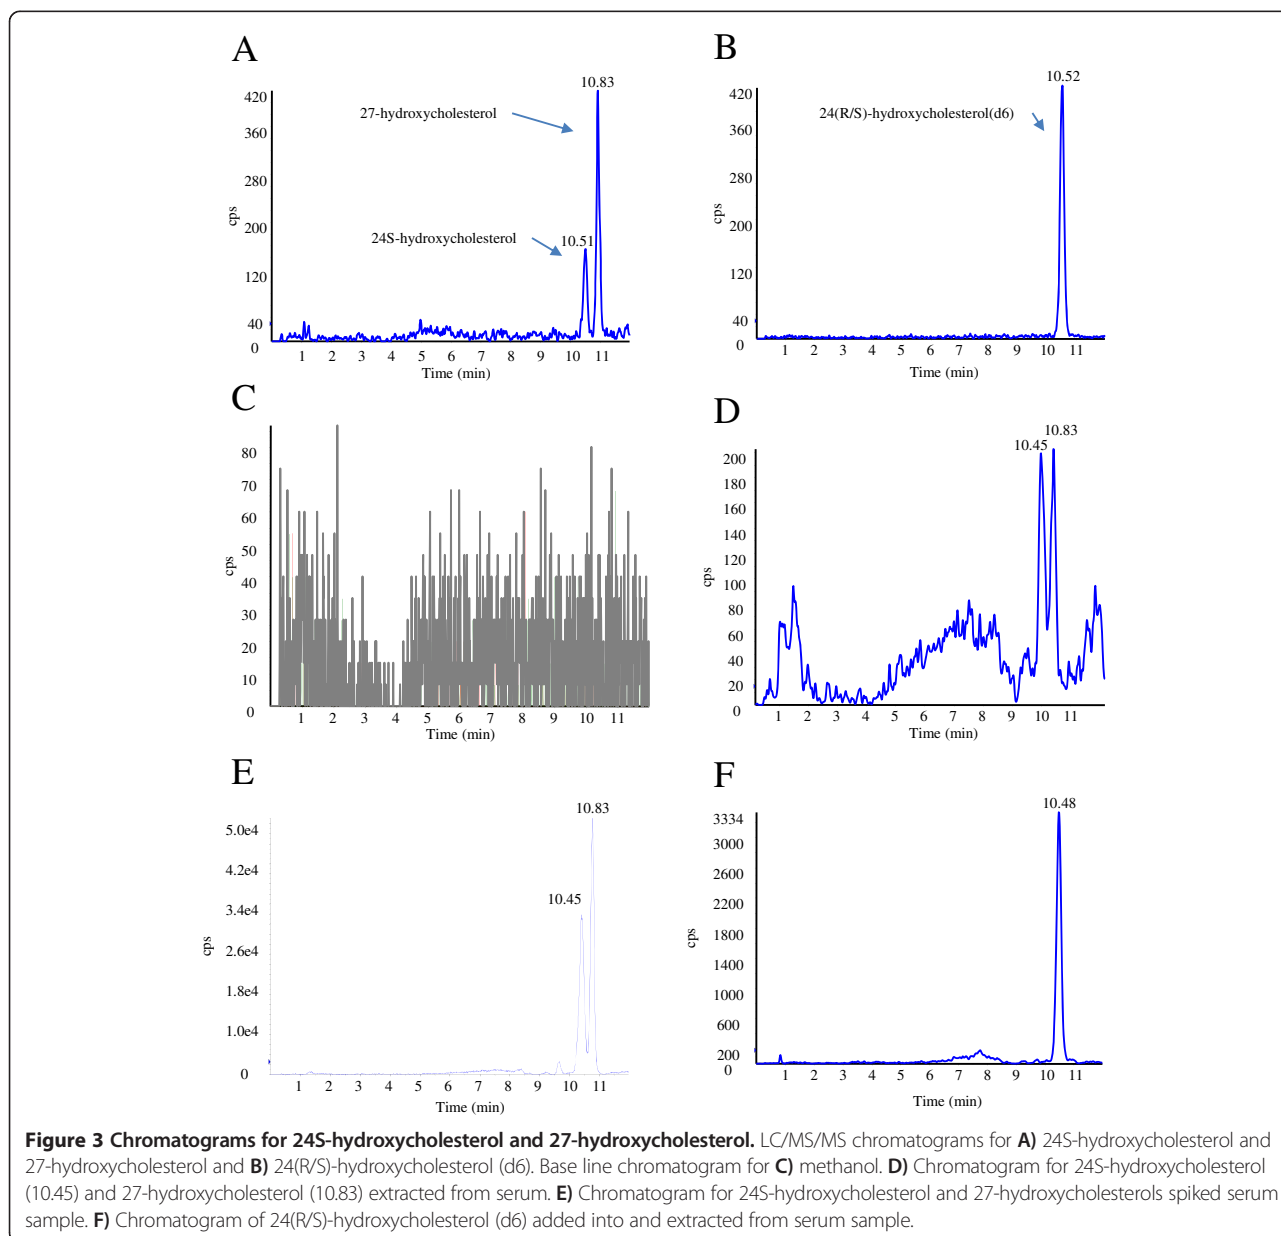 A
10.83
420
27-hydroxycholesterol
360
280
cps
200
24S-hydroxycholesterol
10.51
120
40
0
1 2 3 4 5 6 7 8 9 10 11
Time (min)
B
10.52
420
24(R/S)-hydroxycholesterol(d6)
360
280
cps
200
120
40
0
1 2 3 4 5 6 7 8 9 10 11
Time (min)
C
80
70
60
50
cps
40
30
20
10
0
1 2 3 4 5 6 7 8 9 10 11
Time (min)
D
10.83
10.45
200
180
160
140
120
cps
100
80
60
40
20
0
1 2 3 4 5 6 7 8 9 10 11
Time (min)
E
10.83
5.0e4
4.2e4
10.45
3.4e4
cps
2.6e4
1.8e4
1.0e4
0
1 2 3 4 5 6 7 8 9 10 11
Time (min)
F
10.48
3334
3000
2600
2200
1800
cps
1400
1000
600
200
0
1 2 3 4 5 6 7 8 9 10 11
Time (min)
Figure 3 Chromatograms for 24S-hydroxycholesterol and 27-hydroxycholesterol. LC/MS/MS chromatograms for A) 24S-hydroxycholesterol and
27-hydroxycholesterol and B) 24(R/S)-hydroxycholesterol (d6). Base line chromatogram for C) methanol. D) Chromatogram for 24S-hydroxycholesterol
(10.45) and 27-hydroxycholesterol (10.83) extracted from serum. E) Chromatogram for 24S-hydroxycholesterol and 27-hydroxycholesterols spiked serum
sample. F) Chromatogram of 24(R/S)-hydroxycholesterol (d6) added into and extracted from serum sample.